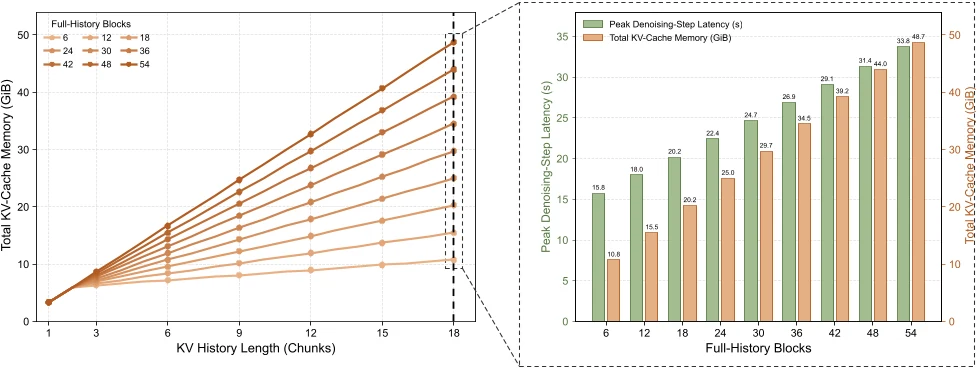 Full-History Blocks
6 12 18
24 30 36
42 48 54
Total KV-Cache Memory (GiB)
50
40
30
20
10
0
1 3 6 9 12 15 18
KV History Length (Chunks)
Peak Denoising-Step Latency (s)
Total KV-Cache Memory (GiB)
Peak Denoising-Step Latency (s)
35
30
25
20
15
10
5
0
15.8 18.0 20.2 22.4 24.7 26.9 29.1 31.4 33.8
10.8 15.5 20.2 25.0 29.7 34.5 39.2 44.0 48.7
6 12 18 24 30 36 42 48 54
Full-History Blocks
50
40
30
20
10
0
Total KV-Cache Memory (GiB)